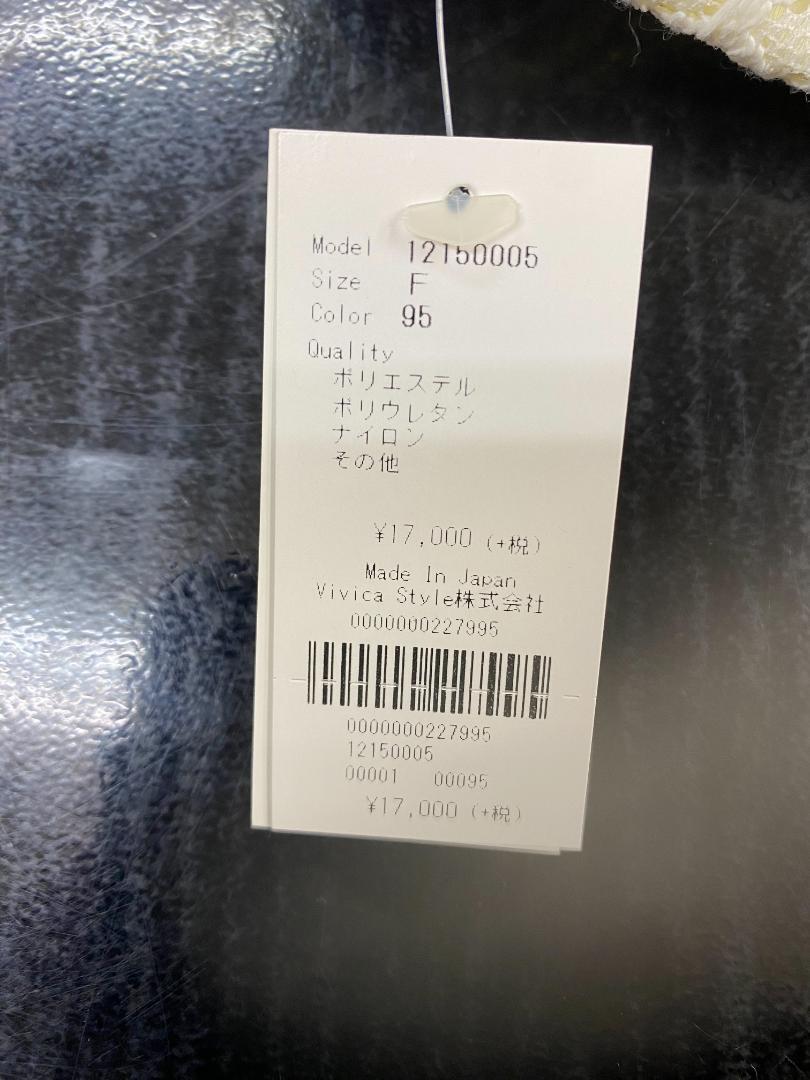 Model 12150005
Size F
Color 95
Quality
ポリエステル
ポリウレタン
ナイロン
その他
¥17,000 (+税)
Made In Japan
Vivica Style株式会社
0000000227995
0000000227995
12150005
00001 00095
¥17,000 (+税)